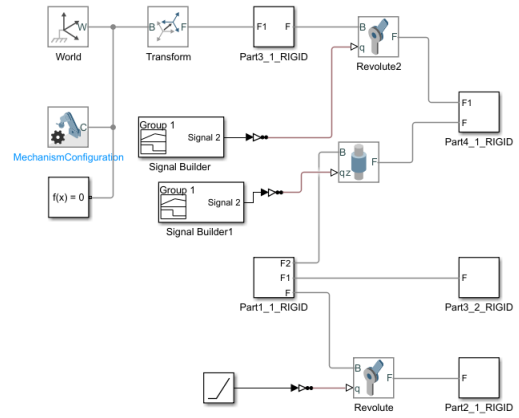 W
B F
F1
B F
q
World
Transform
Part3_1_RIGID
Revolute2
C
F1
F
MechanismConfiguration
Group 1
Signal 2
Part4_1_RIGID
Signal Builder
B F
qz
f(x) = 0
Group 1
Signal 2
Signal Builder1
F2
F1
F
F
Part1_1_RIGID
Part3_2_RIGID
B F
q
F
Revolute
Part2_1_RIGID